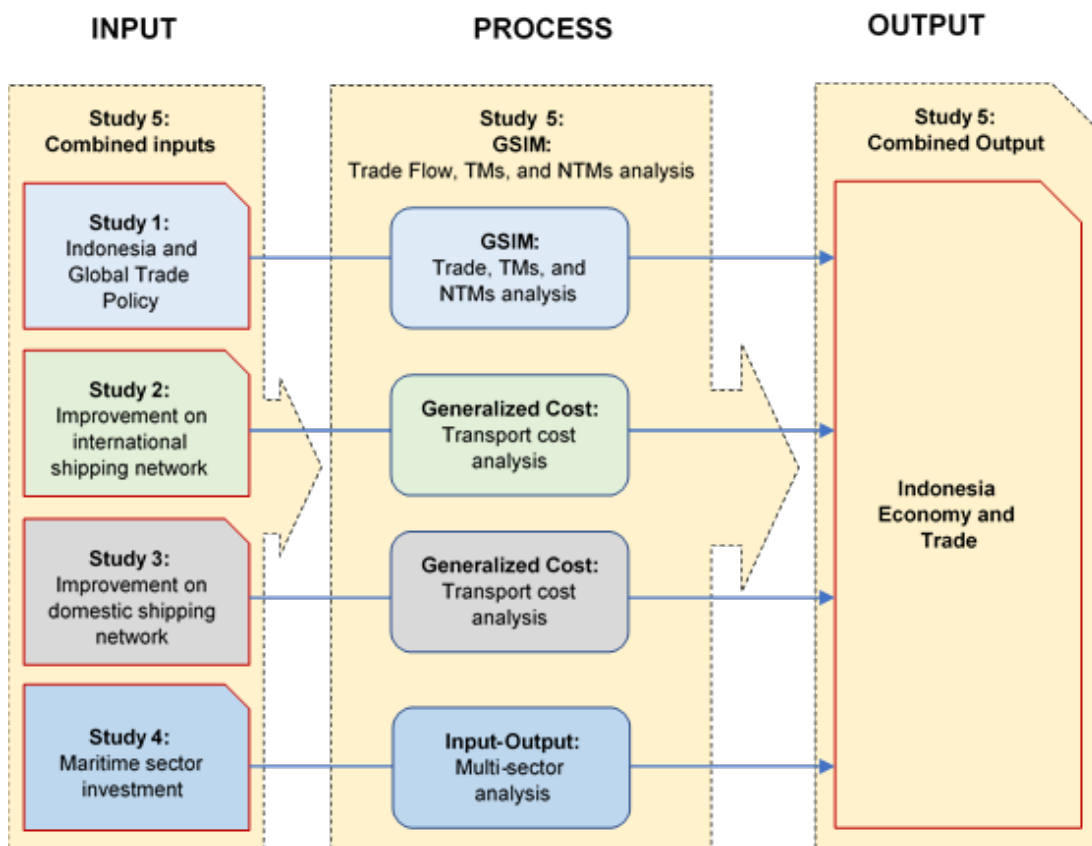 INPUT
PROCESS
OUTPUT
Study 5:
Combined inputs
Study 1:
Indonesia and
Global Trade
Policy
Study 2:
Improvement on
international
shipping network
Study 3:
Improvement on
domestic shipping
network
Study 4:
Maritime sector
investment
Study 5:
GSIM:
Trade Flow, TMs, and NTMs analysis
GSIM:
Trade, TMs, and
NTMs analysis
Generalized Cost:
Transport cost
analysis
Generalized Cost:
Transport cost
analysis
Input-Output:
Multi-sector
analysis
Study 5:
Combined Output
Indonesia
Economy and
Trade